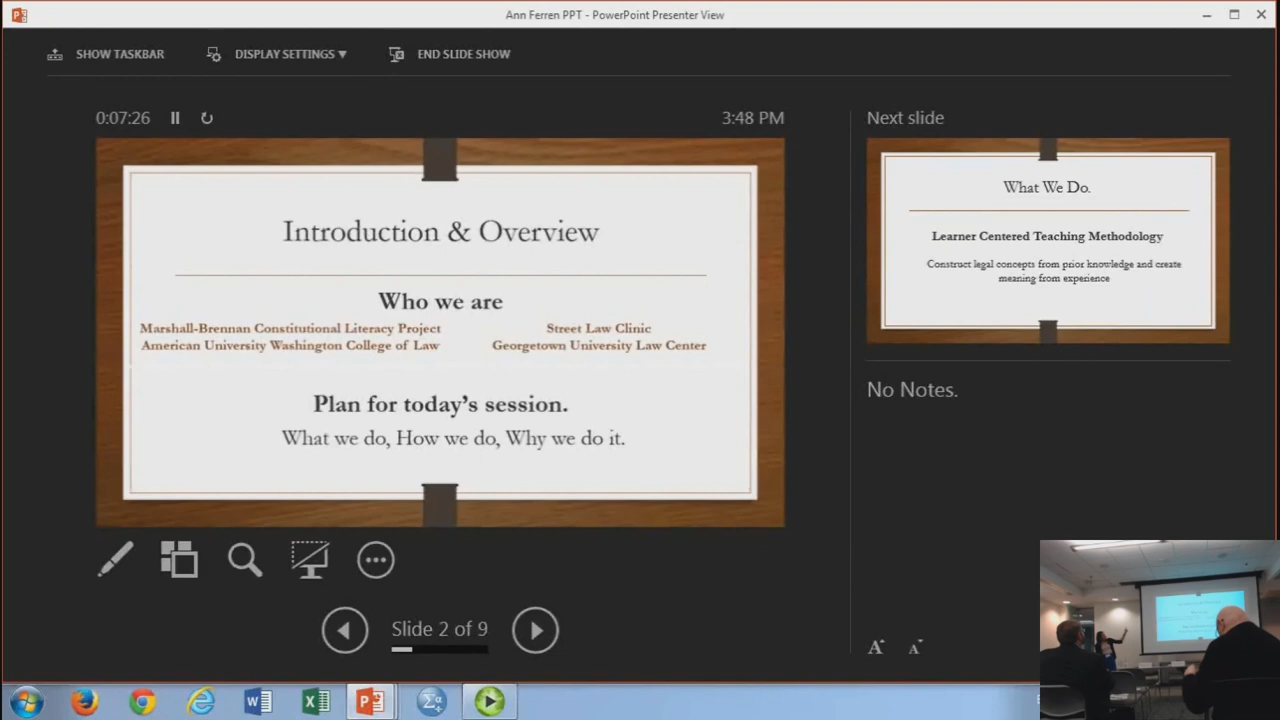 Ann Ferren PPT - PowerPoint Presenter View
SHOW TASKBAR
DISPLAY SETTINGS ▼
END SLIDE SHOW
0:07:26
3:48 PM
Introduction & Overview
Who we are
Marshall-Brennan Constitutional Literacy Project
American University Washington College of Law
Street Law Clinic
Georgetown University Law Center
Plan for today's session.
What we do, How we do, Why we do it.
Slide 2 of 9
Next slide
What We Do.
Learner Centered Teaching Methodology
Construct legal concepts from prior knowledge and create
meaning from experience
No Notes.